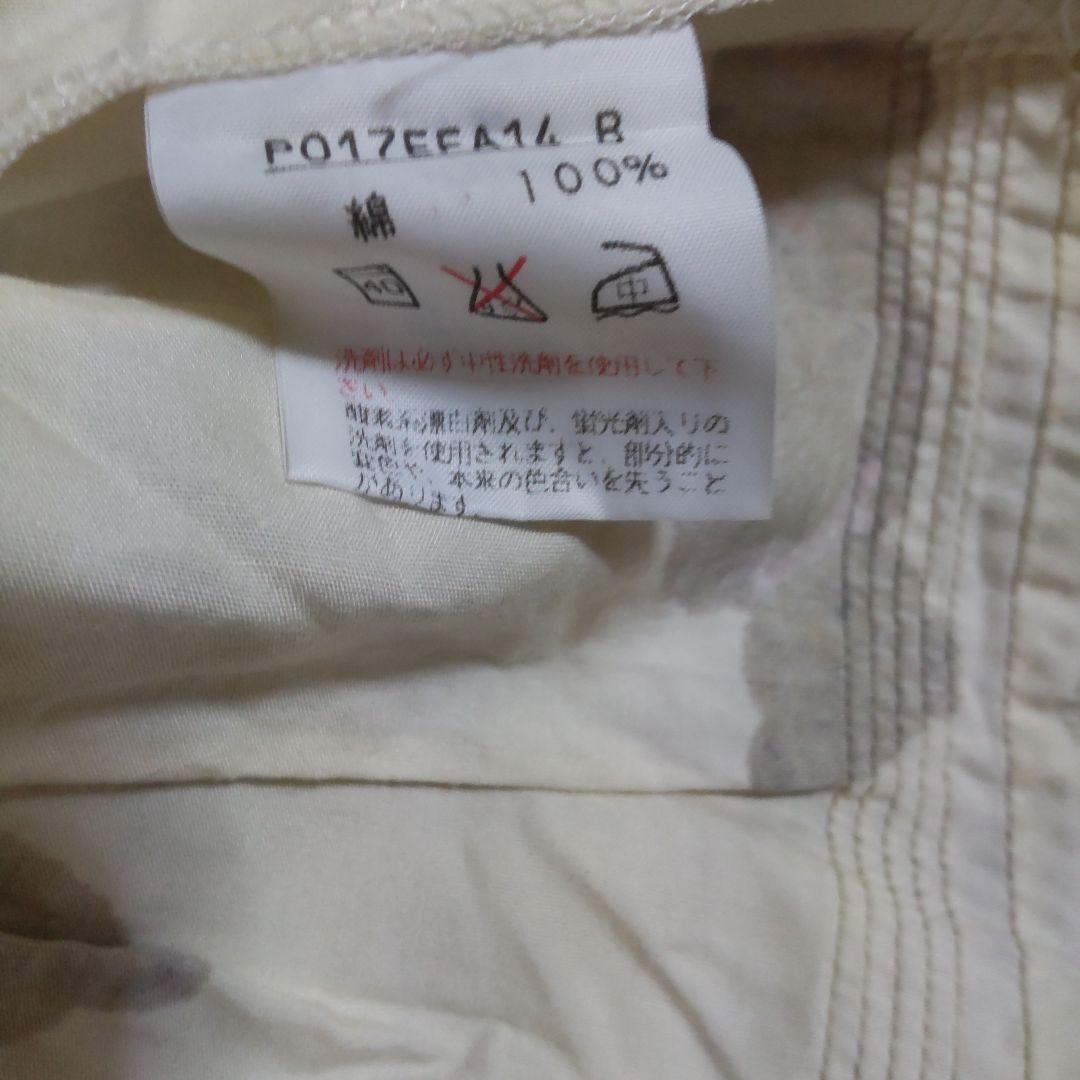 P017EEA14 B
綿 100%
40
中
洗剤は必ず中性洗剤を使用して下
さい
酸素系漂白剤及び、蛍光剤入りの
洗剤を使用されますと、部分的に
変色や、本来の色合いを失うこと
があります。